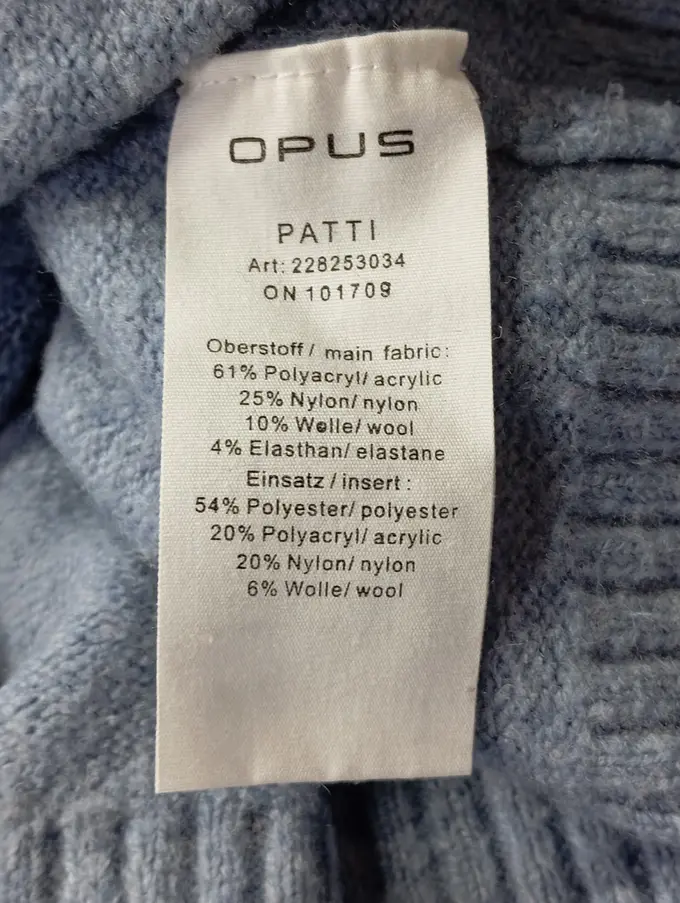 OPUS
PATTI
Art: 228253034
ON 101709
Oberstoff / main fabric:
61% Polyacryl/ acrylic
25% Nylon/ nylon
10% Wolle/ wool
4% Elasthan/ elastane
Einsatz / insert :
54% Polyester/ polyester
20% Polyacryl/ acrylic
20% Nylon/ nylon
6% Wolle/ wool